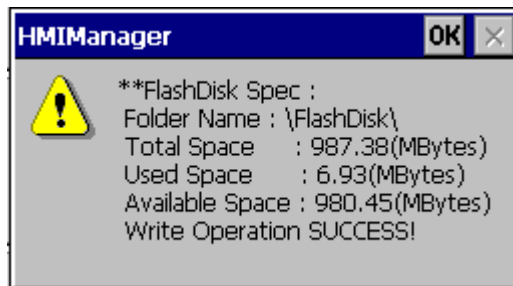 HMIManager OK
**FlashDisk Spec :
Folder Name : \FlashDisk\
Total Space : 987.38(MBytes)
Used Space : 6.93(MBytes)
Available Space : 980.45(MBytes)
Write Operation SUCCESS!